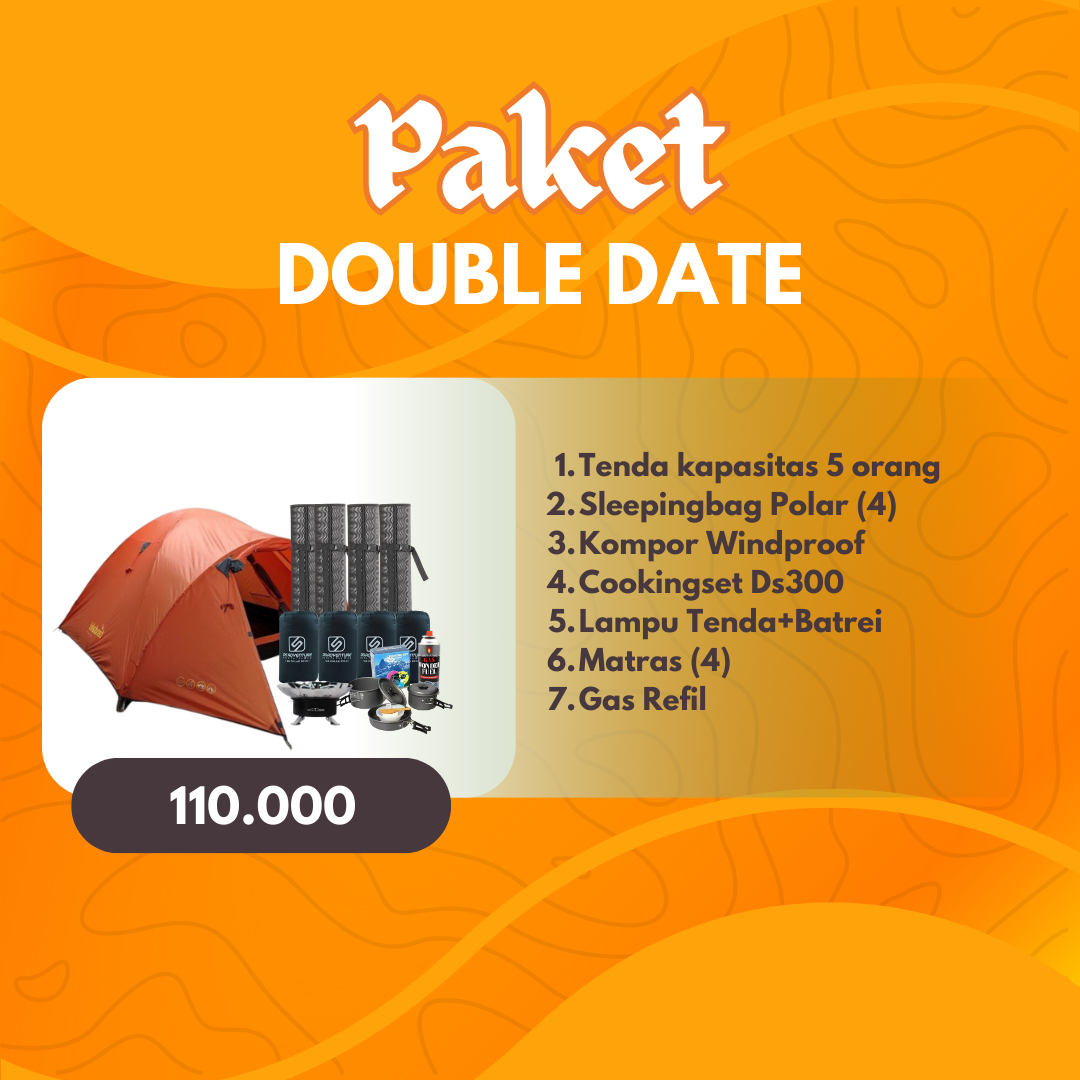 Paket
DOUBLE DATE
1. Tenda kapasitas 5 orang
2. Sleepingbag Polar (4)
3. Kompor Windproof
4. Cookingset Ds300
5. Lampu Tenda+Batrei
6. Matras (4)
7. Gas Refil
110.000